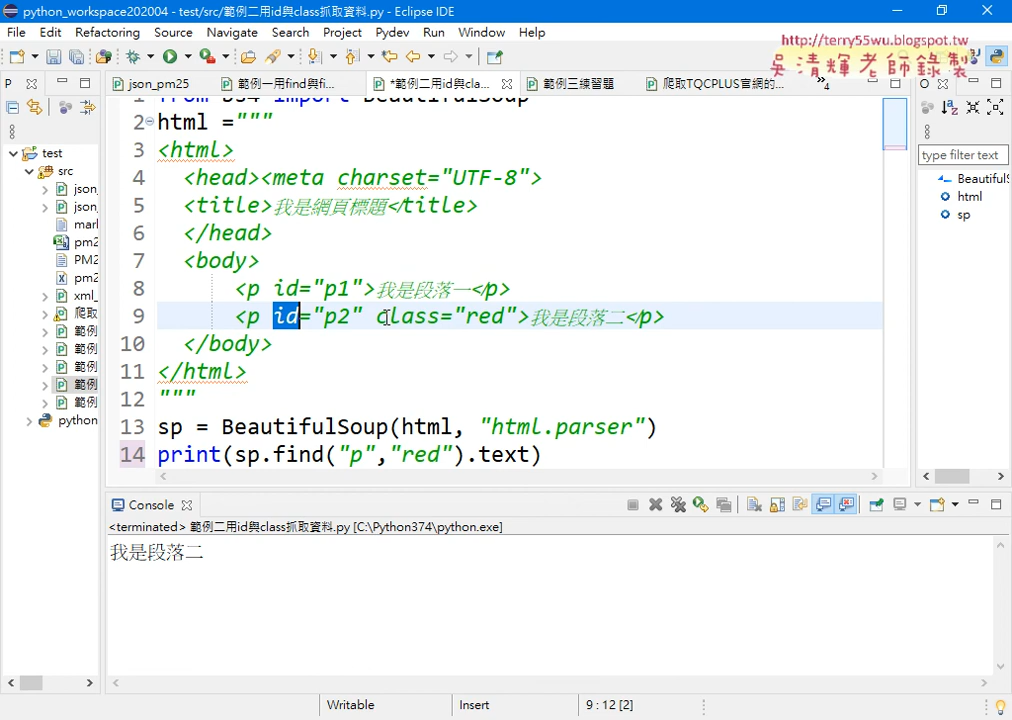 python_workspace202004 - test/src/範例二用id與class抓取資料.py - Eclipse IDE
File Edit Refactoring Source Navigate Search Project Pydev Run Window Help
http://terry55wu.blogspot.tw
吳清輝老師錄製
P
json_pm25
範例一用find與fi...
*範例二用id與cla...
範例三練習題
爬取TQCPLUS官網的...
4
O
1 from bs4 import BeautifulSoup
2 html ="""
3 <html>
4 <head><meta charset="UTF-8">
5 <title>我是網頁標題</title>
6 </head>
7 <body>
8 <p id="p1">我是段落一</p>
9 <p id="p2" class="red">我是段落二</p>
10 </body>
11 </html>
12 """
13 sp = BeautifulSoup(html, "html.parser")
14 print(sp.find("p","red").text)
test
src
json_
json_
mar
pm2
PM2
pm2
xml_
爬取
範例
範例
範例
範例
範例
python
type filter text
BeautifulS
html
sp
Console
<terminated> 範例二用id與class抓取資料.py [C:\Python374\python.exe]
我是段落二
Writable Insert 9 : 12 [2]